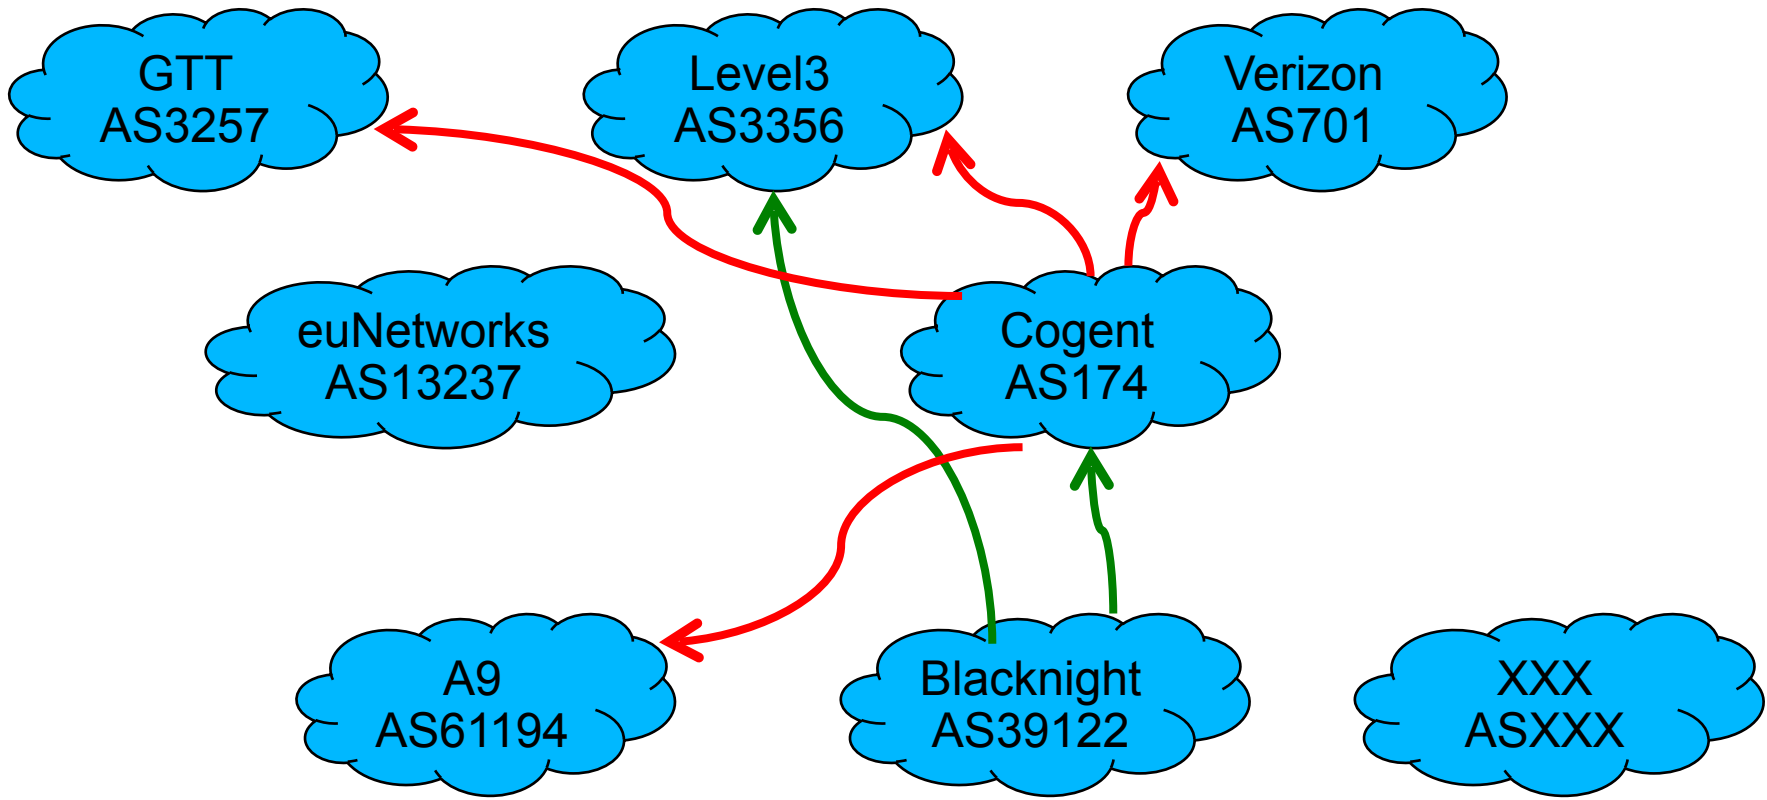 GTT
AS3257
Level3
AS3356
Verizon
AS701
euNetworks
AS13237
Cogent
AS174
A9
AS61194
Blacknight
AS39122
XXX
ASXXX